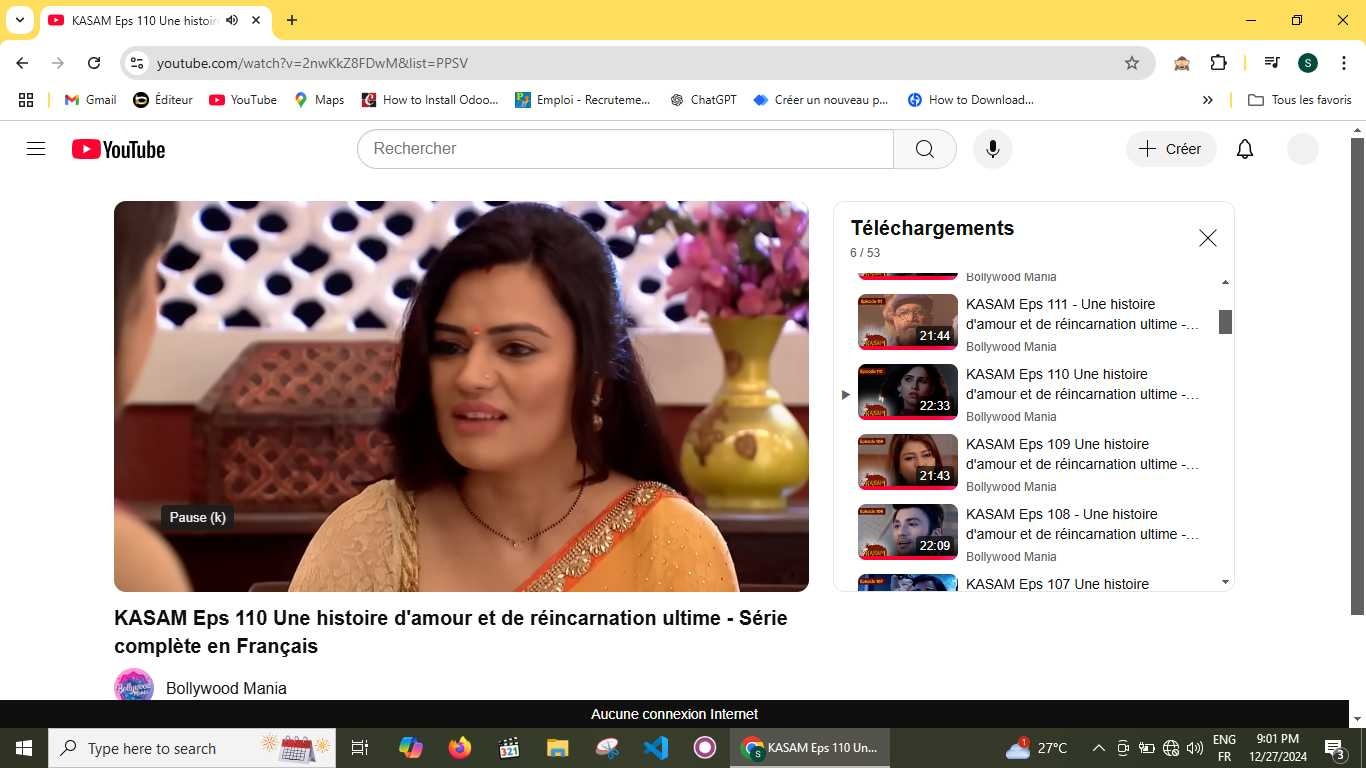 KASAM Eps 110 Une histoir
youtube.com/watch?v=2nwKkZ8FDwM&list=PPSV
S
Gmail
Éditeur
YouTube
Maps
How to Install Odoo...
Emploi - Recruteme...
ChatGPT
Créer un nouveau p...
How to Download...
Tous les favoris
YouTube
Rechercher
Créer
Pause (k)
Téléchargements
6 / 53
Bollywood Mania
KASAM Eps 111 - Une histoire
d'amour et de réincarnation ultime -...
Bollywood Mania
21:44
KASAM Eps 110 Une histoire
d'amour et de réincarnation ultime -...
Bollywood Mania
22:33
KASAM Eps 109 Une histoire
d'amour et de réincarnation ultime -...
Bollywood Mania
21:43
KASAM Eps 108 - Une histoire
d'amour et de réincarnation ultime -...
Bollywood Mania
22:09
KASAM Eps 107 Une histoire
KASAM Eps 110 Une histoire d'amour et de réincarnation ultime - Série
complète en Français
Bollywood Mania
Aucune connexion Internet
Type here to search
KASAM Eps 110 Un...
27°C
ENG
FR
9:01 PM
12/27/2024
3